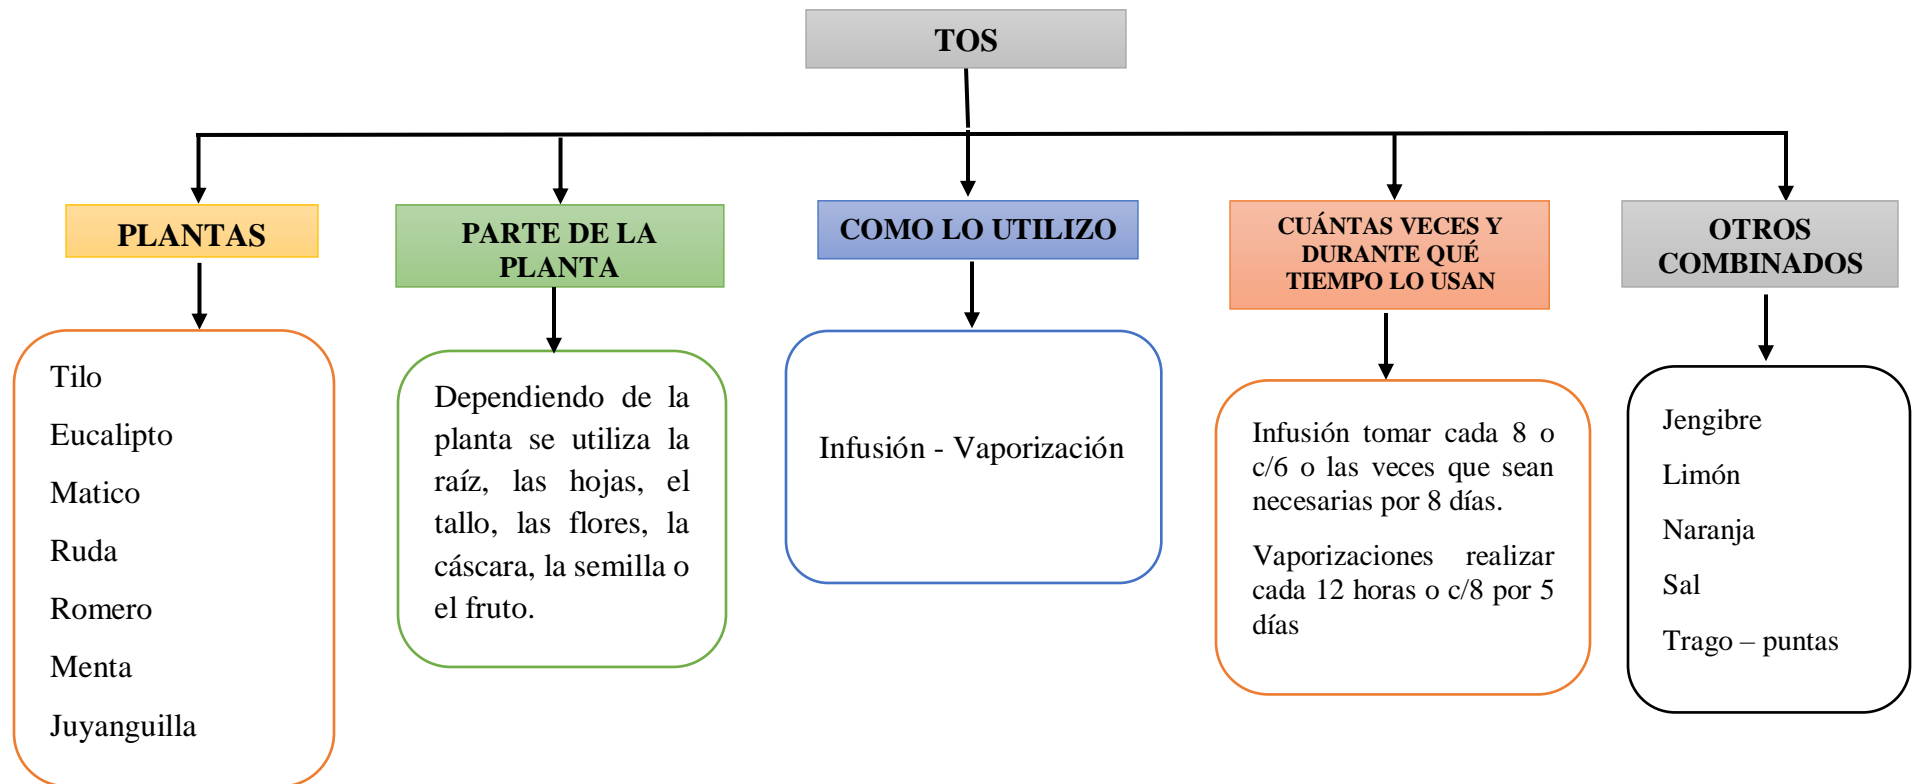 TOS
PLANTAS
Tilo
Eucalipto
Matico
Ruda
Romero
Menta
Juyanguilla
PARTE DE LA
PLANTA
Dependiendo de la
planta se utiliza la
raíz, las hojas, el
tallo, las flores, la
cáscara, la semilla o
el fruto.
COMO LO UTILIZO
Infusión - Vaporización
CUÁNTAS VECES Y
DURANTE QUÉ
TIEMPO LO USAN
Infusión tomar cada 8 o
c/6 o las veces que sean
necesarias por 8 días.
Vaporizaciones realizar
cada 12 horas o c/8 por 5
días
OTROS
COMBINADOS
Jengibre
Limón
Naranja
Sal
Trago – puntas